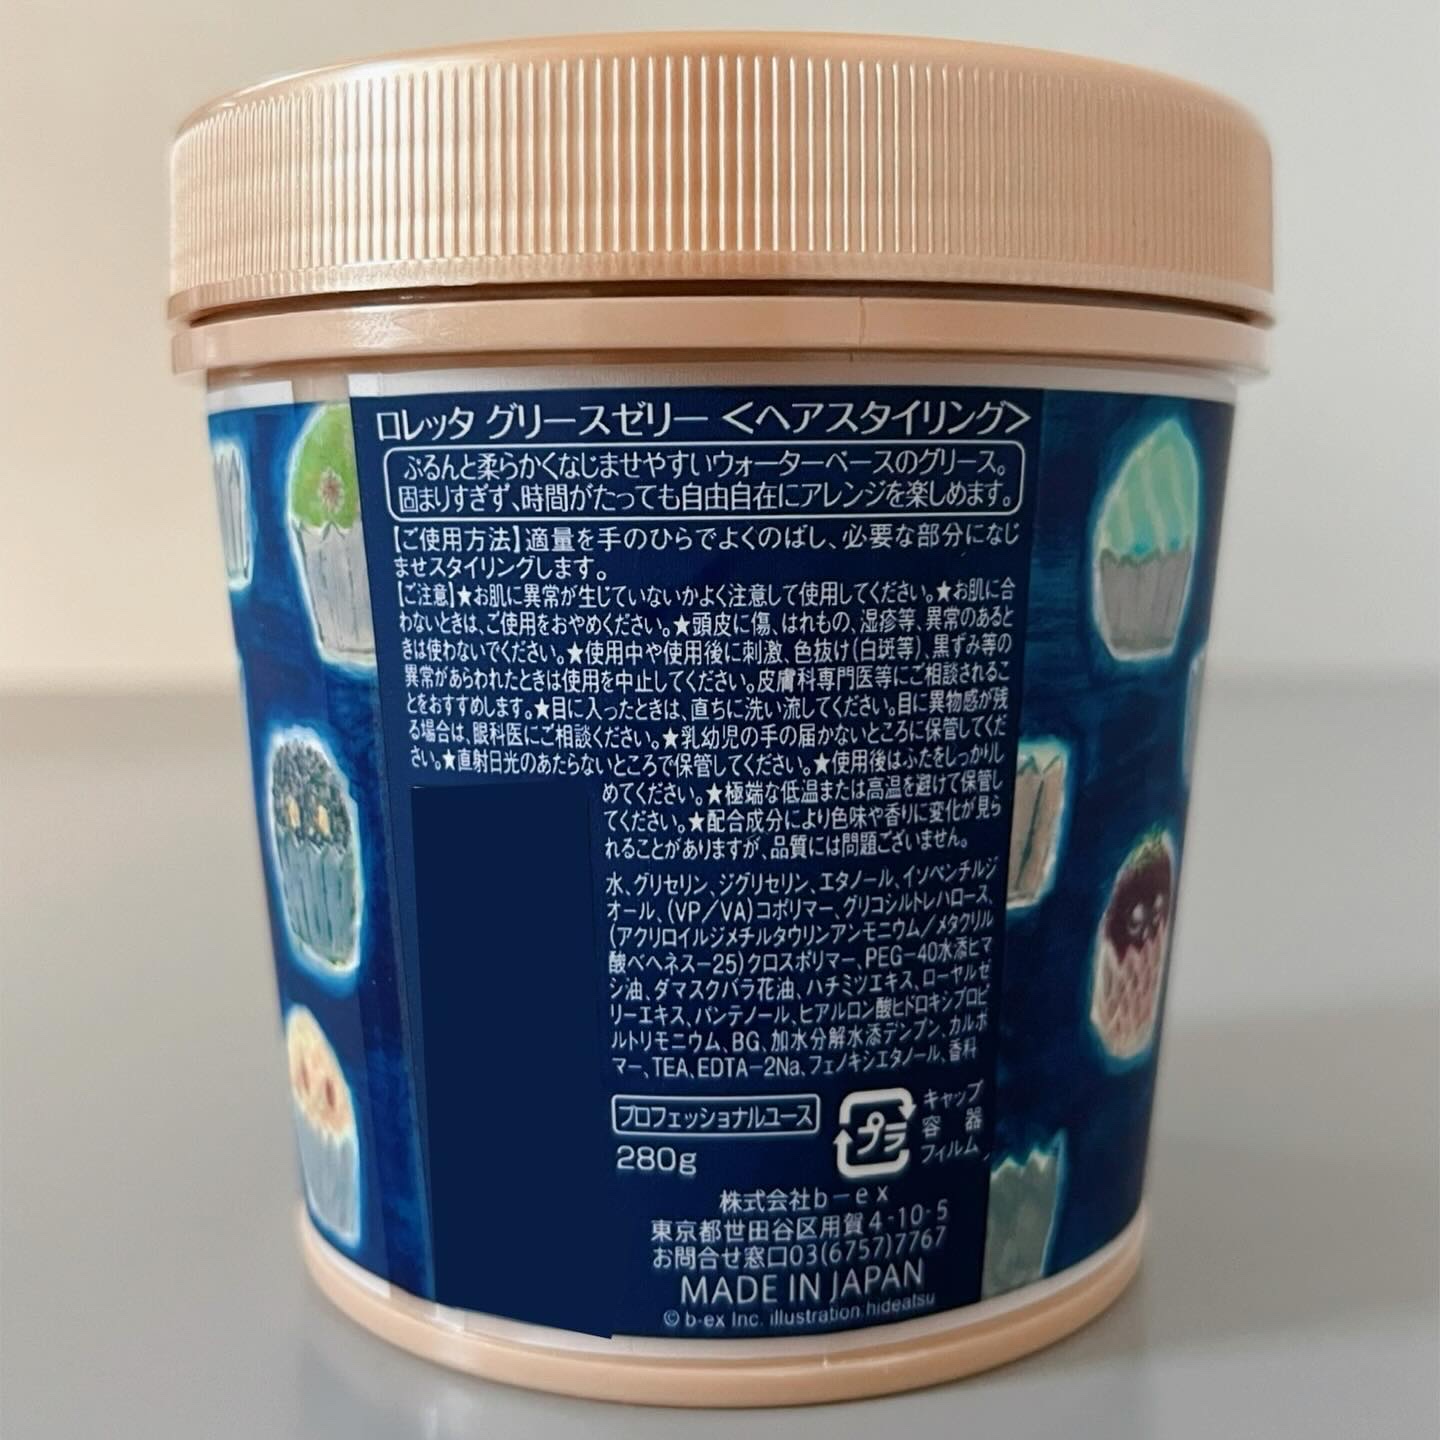 ロレッタ グリースゼリー <ヘアスタイリング>
ぷるんと柔らかくなじませやすいウォーターベースのグリース。
固まりすぎず、時間がたっても自由自在にアレンジを楽しめます。
【ご使用方法】適量を手のひらでよくのばし、必要な部分になじ
ませスタイリングします。
【ご注意】★お肌に異常が生じていないかよく注意して使用してください。★お肌に合
わないときは、ご使用をおやめください。★頭皮に傷、はれもの、湿疹等、異常のあると
きは使わないでください。★使用中や使用後に刺激、色抜け(白斑等)、黒ずみ等の
異常があらわれたときは使用を中止してください。皮膚科専門医等にご相談されるこ
とをおすすめします。★目に入ったときは、直ちに洗い流してください。目に異物感が残
る場合は、眼科医にご相談ください。★乳幼児の手の届かないところに保管してくだ
さい。★直射日光のあたらないところで保管してください。★使用後はふたをしっかりし
めてください。★極端な低温または高温を避けて保管し
てください。★配合成分により色味や香りに変化が見ら
れることがありますが、品質には問題ございません。
水、グリセリン、ジグリセリン、エタノール、イソペンチルジ
オール、(VP/VA)コポリマー、グリコシルトレハロース、
(アクリロイルジメチルタウリンアンモニウム/メタクリル
酸ベヘネス-25)クロスポリマー、PEG-40水添ヒマ
シ油、ダマスクバラ花油、ハチミツエキス、ローヤルゼ
リーエキス、パンテノール、ヒアルロン酸ヒドロキシプロピ
ルトリモニウム、BG、加水分解水添デンプン、カルボ
マー、TEA、EDTA-2Na、フェノキシエタノール、香料
プロフェッショナルユース
プラ
キャップ
容器
フィルム
280g
株式会社b-ex
東京都世田谷区用賀4-10-5
お問合せ窓口03(6757)7767
MADE IN JAPAN
© b-ex Inc. illustration:hideatsu